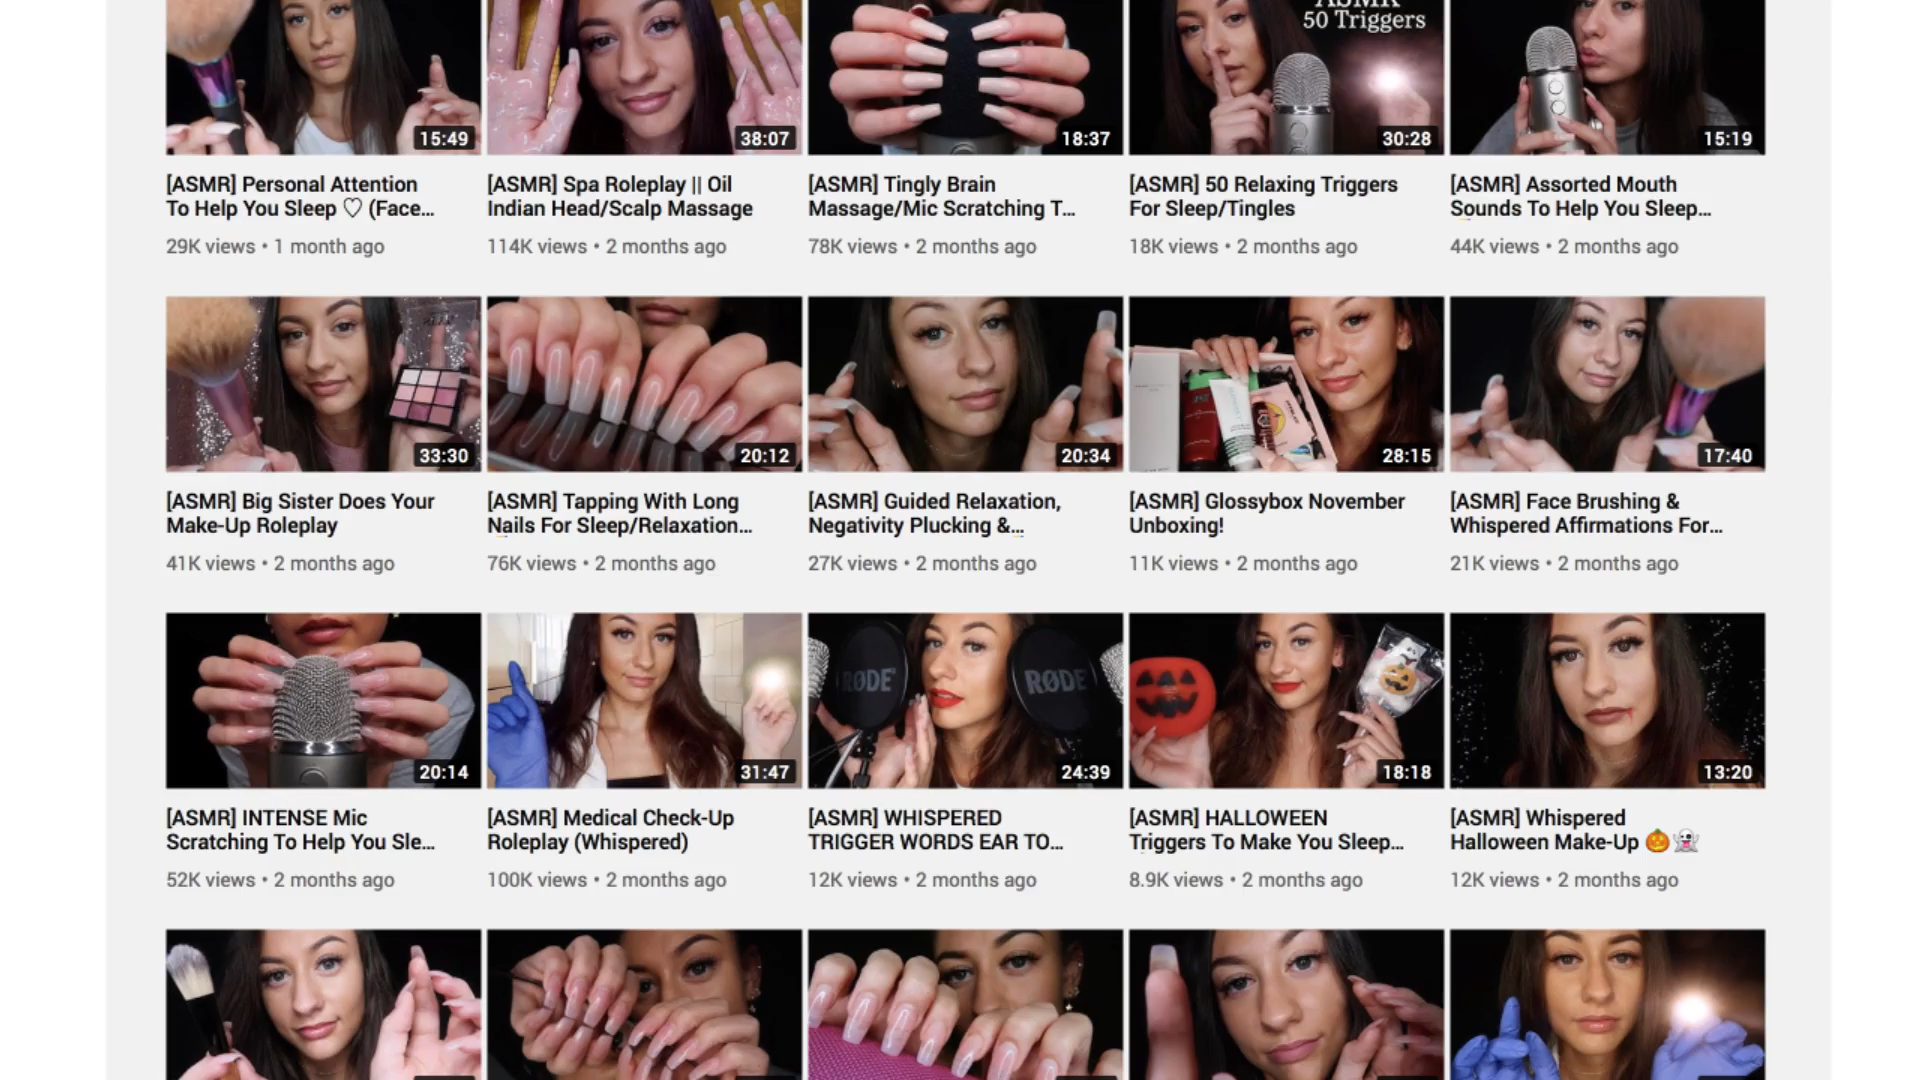 ASMR
50 Triggers
15:49
38:07
18:37
30:28
15:19
[ASMR] Personal Attention
To Help You Sleep ♡ (Face...
29K views • 1 month ago
[ASMR] Spa Roleplay || Oil
Indian Head/Scalp Massage
114K views • 2 months ago
[ASMR] Tingly Brain
Massage/Mic Scratching T...
78K views • 2 months ago
[ASMR] 50 Relaxing Triggers
For Sleep/Tingles
18K views • 2 months ago
[ASMR] Assorted Mouth
Sounds To Help You Sleep...
44K views • 2 months ago
33:30
20:12
20:34
28:15
17:40
[ASMR] Big Sister Does Your
Make-Up Roleplay
41K views • 2 months ago
[ASMR] Tapping With Long
Nails For Sleep/Relaxation...
76K views • 2 months ago
[ASMR] Guided Relaxation,
Negativity Plucking &...
27K views • 2 months ago
[ASMR] Glossybox November
Unboxing!
11K views • 2 months ago
[ASMR] Face Brushing &
Whispered Affirmations For...
21K views • 2 months ago
RØDE
RØDE
20:14
31:47
24:39
18:18
13:20
[ASMR] INTENSE Mic
Scratching To Help You Sle...
52K views • 2 months ago
[ASMR] Medical Check-Up
Roleplay (Whispered)
100K views • 2 months ago
[ASMR] WHISPERED
TRIGGER WORDS EAR TO...
12K views • 2 months ago
[ASMR] HALLOWEEN
Triggers To Make You Sleep...
8.9K views • 2 months ago
[ASMR] Whispered
Halloween Make-Up 🎃👻
12K views • 2 months ago